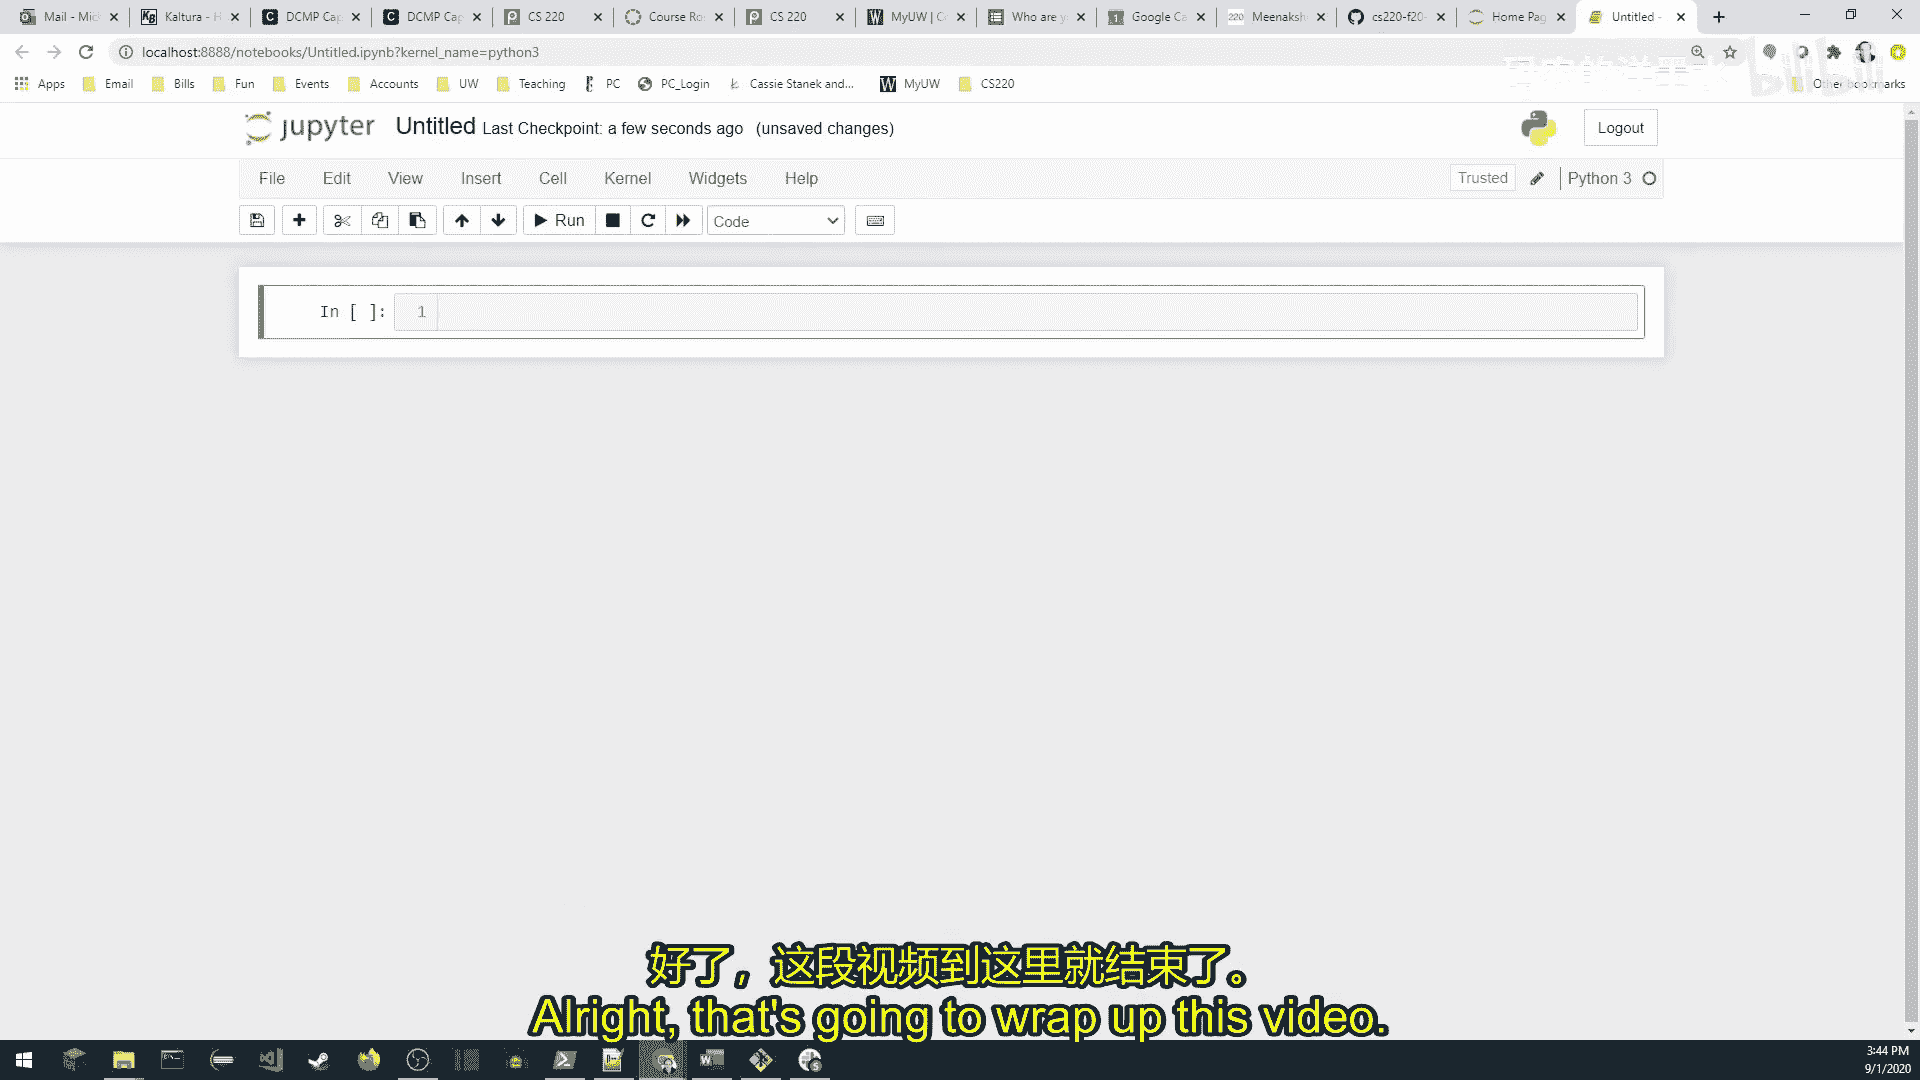 Mail - Mic
Kaltura - H
DCMP Cap
DCMP Cap
CS 220
Course Ros
CS 220
MyUW | C
Who are y
Google Ca
220 Meenaksh
cs220-f20-
Home Pag
Untitled -
localhost:8888/notebooks/Untitled.ipynb?kernel_name=python3
Apps Email Bills Fun Events Accounts UW Teaching PC PC_Login Cassie Stanek and... MyUW CS220 Other bookmarks
jupyter Untitled Last Checkpoint: a few seconds ago (unsaved changes) Logout
File Edit View Insert Cell Kernel Widgets Help Trusted Python 3
Run Code
In [ ]: 1
好了，这段视频到这里就结束了。
Alright, that's going to wrap up this video.
3:44 PM
9/1/2020